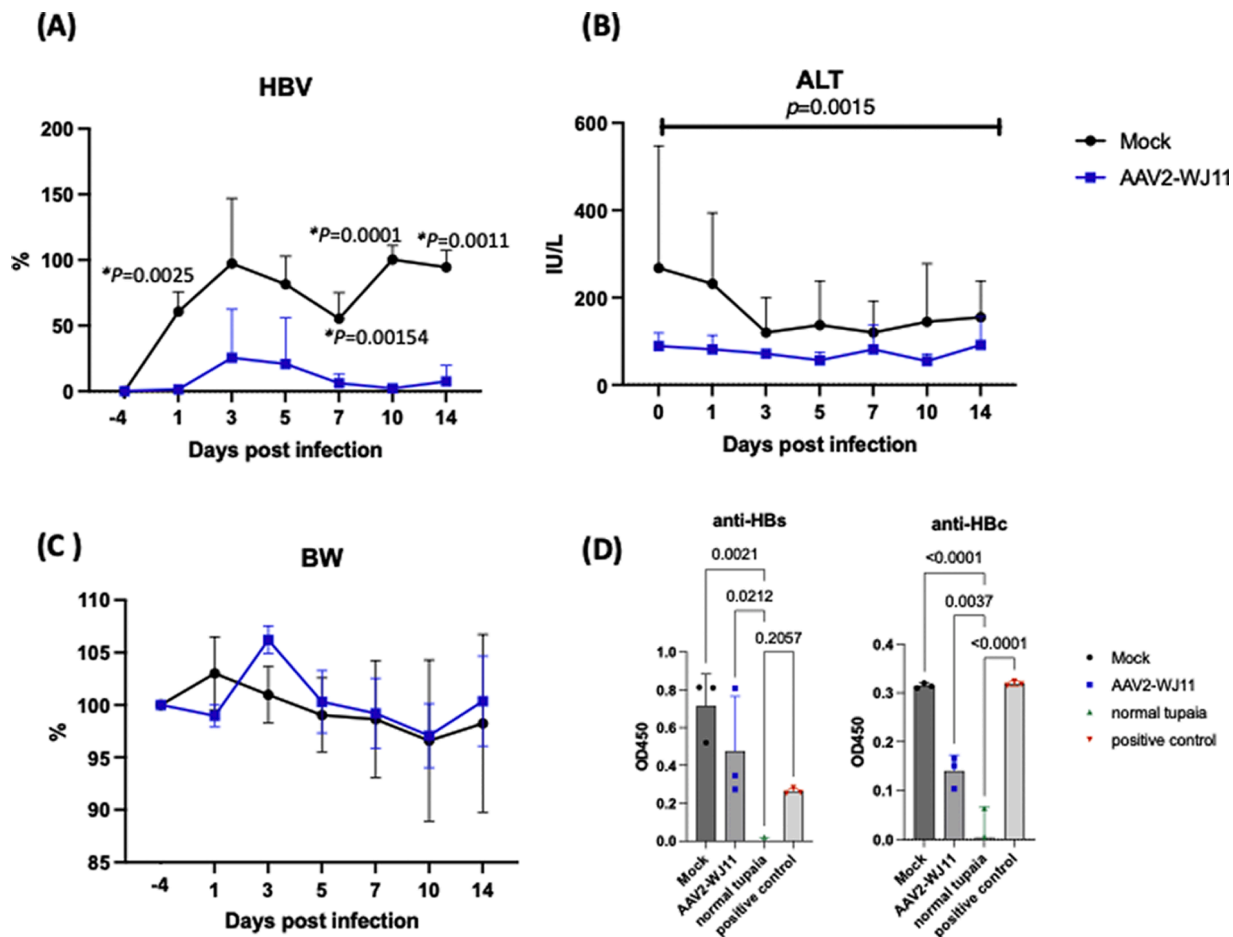 (A)
HBV
200
150
100
50
0
%
*P=0.0025
*P=0.0001
*P=0.0011
*P=0.00154
-4 1 3 5 7 10 14
Days post infection
(B)
ALT
p=0.0015
600
400
200
0
IU/L
0 1 3 5 7 10 14
Days post infection
Mock
AAV2-WJ11
(C )
BW
110
105
100
95
90
85
%
-4 1 3 5 7 10 14
Days post infection
(D)
anti-HBs
0.0021
0.0212
0.2057
1.0
0.8
0.6
0.4
0.2
0.0
OD450
Mock
AAV2-WJ11
normal tupaia
positive control
anti-HBc
<0.0001
0.0037
<0.0001
0.4
0.3
0.2
0.1
0.0
OD450
Mock
AAV2-WJ11
normal tupaia
positive control
Mock
AAV2-WJ11
normal tupaia
positive control